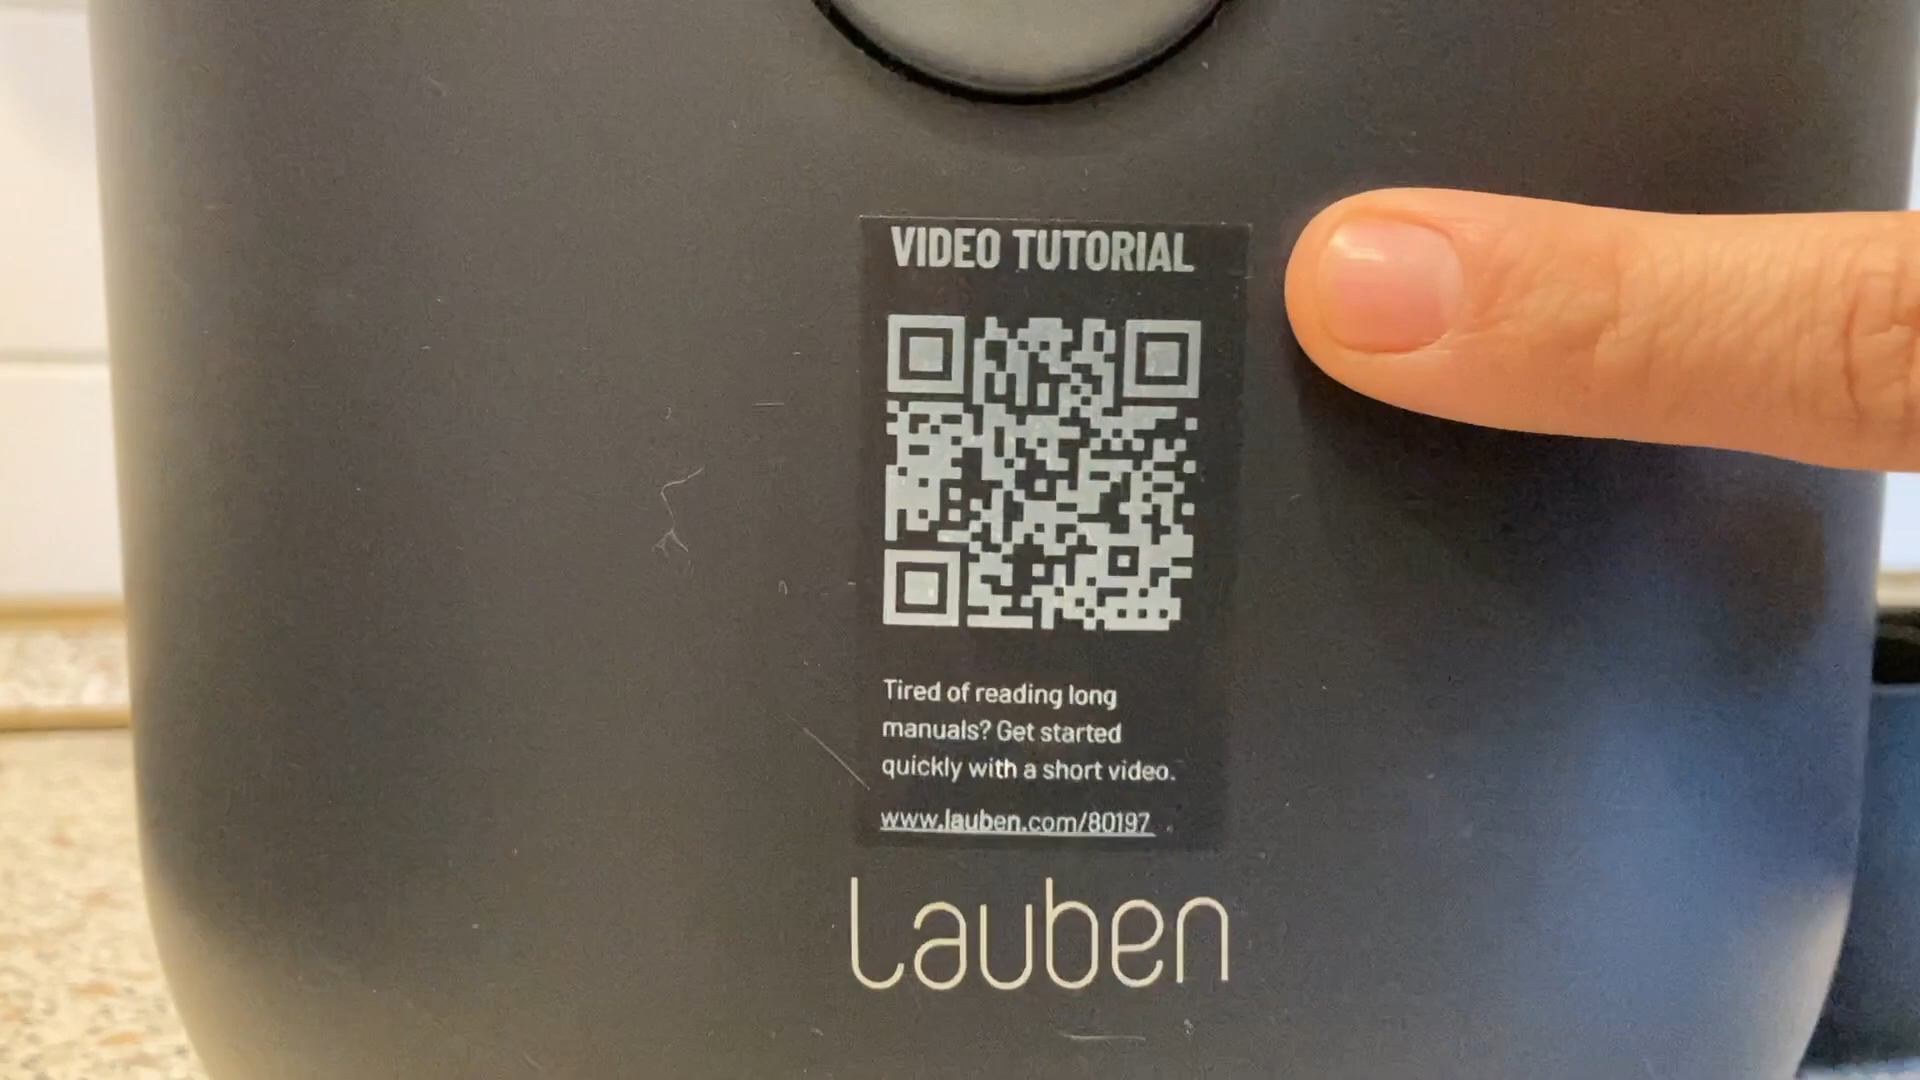 VIDEO TUTORIAL
Tired of reading long
manuals? Get started
quickly with a short video.
www.lauben.com/80197
Lauben